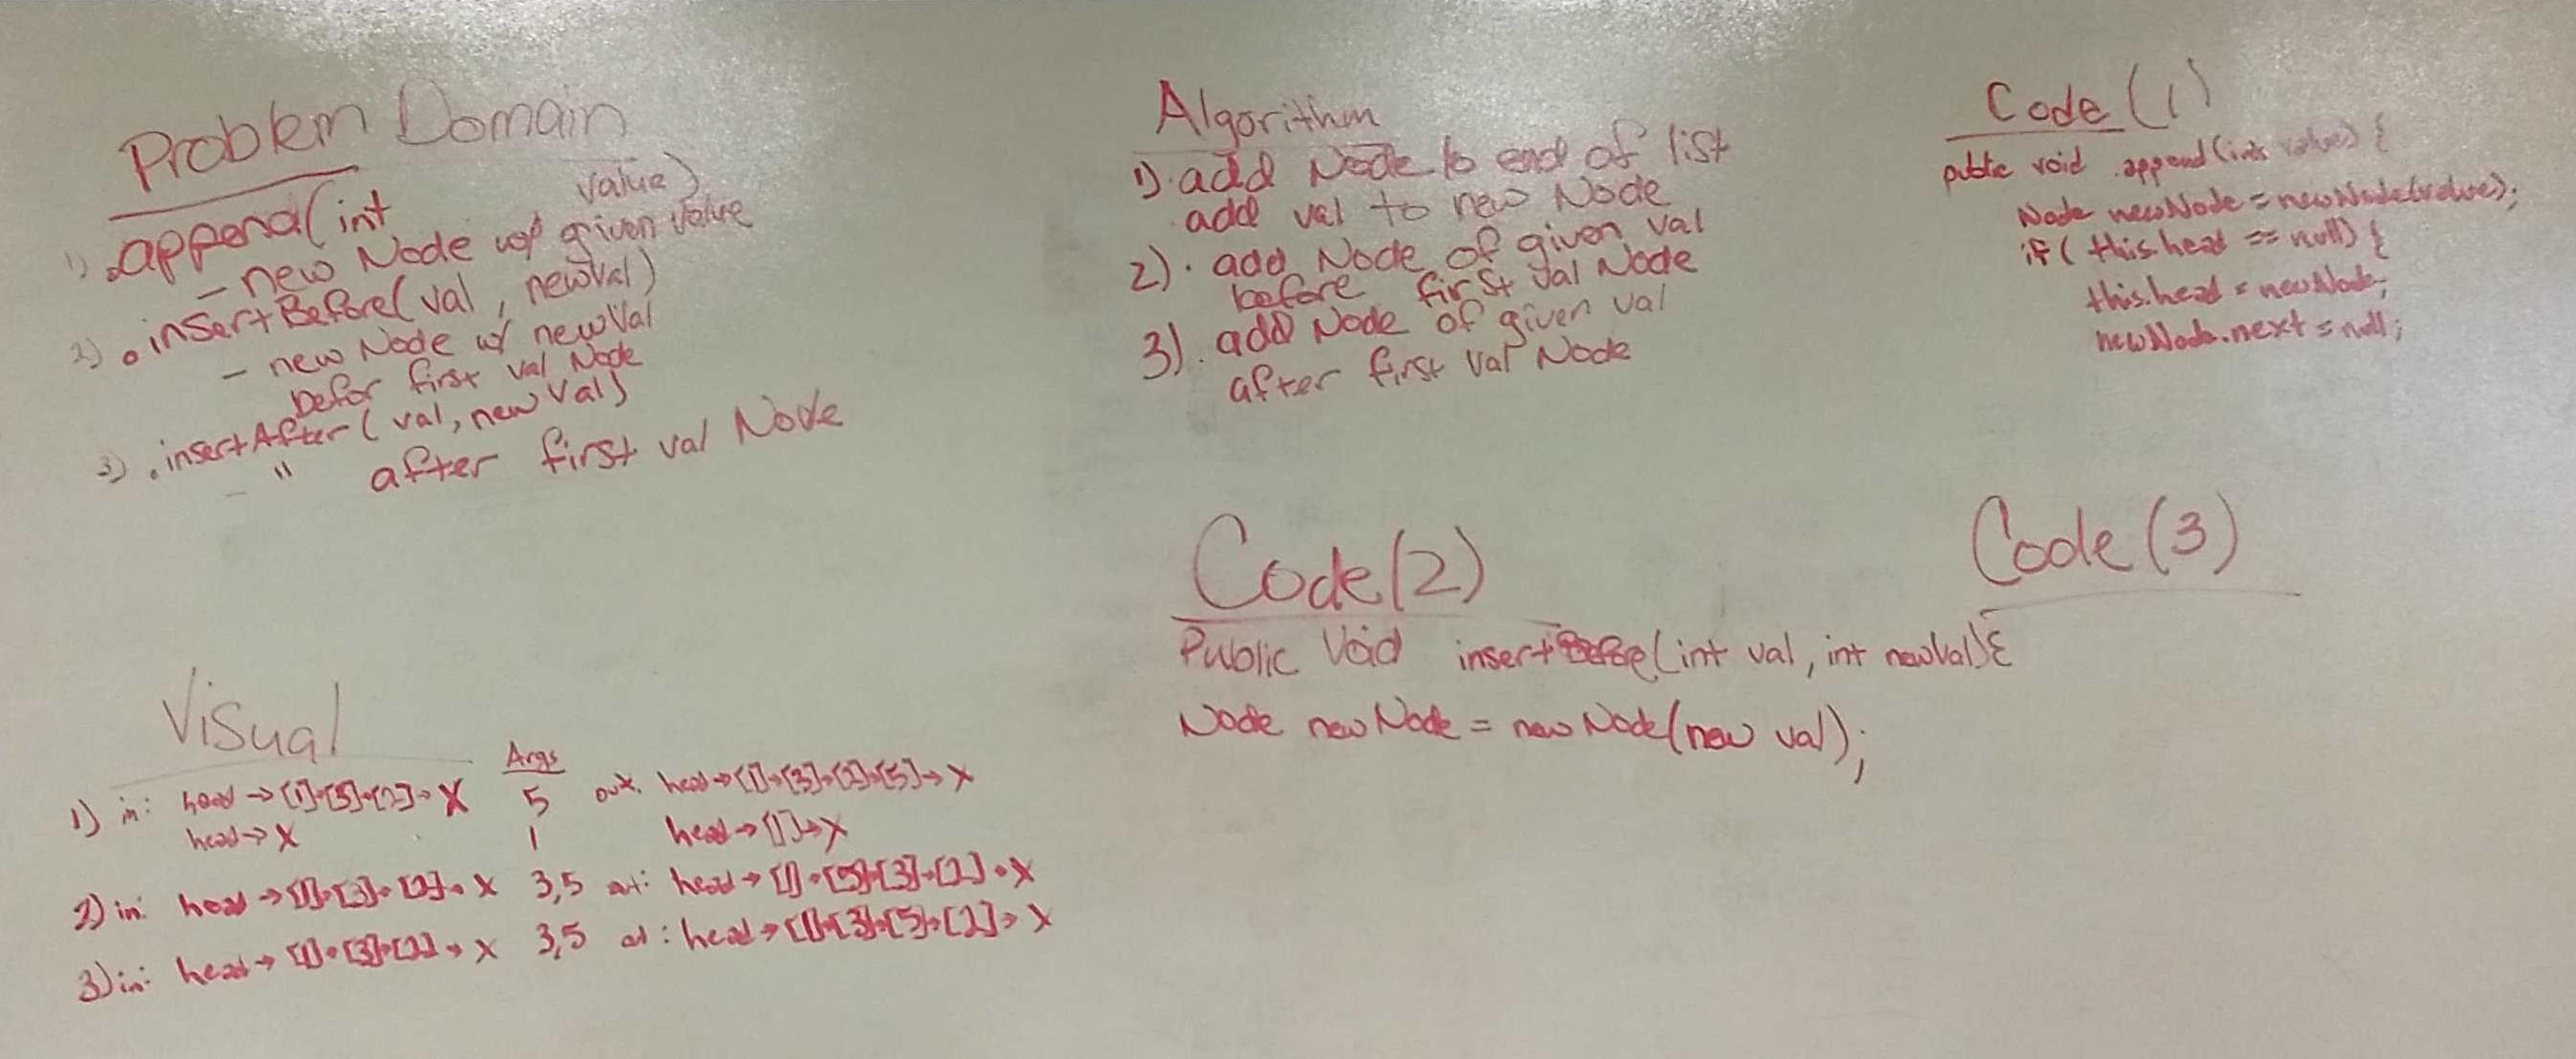 Problem Domain
1) .append(int value)
- new Node w/ given value
2) . insertBefore(val, newVal)
- new Node w/ newVal
befor first val Node
3) . insertAfter(val, newVal)
- " after first val Node
Algorithm
1). add Node to end of list
add val to new Node
2). add Node of given val
before first val Node
3). add Node of given val
after first val Node
Code (1)
public void append(int value) {
Node newNode = new Node(value);
if (this.head == null) {
this.head = newNode;
newNode.next = null;
Visual
Args
1) in: head → [1]→[3]→[2]→ X 5 out: head→[1]→[3]→[2]→[5]→ X
head→ X 1 head→[1]→X
2) in: head →[1]→[3]→[2]→ X 3,5 out: head→ [1]→[5]→[3]→[2]→X
3) in: head→ [1]→[3]→[2]→ X 3,5 out: head→[1]→[3]→[5]→[2]→ X
Code(2)
Public Void insertBefore(int val, int newVal){
Node newNode = new Node(new val);
Code (3)